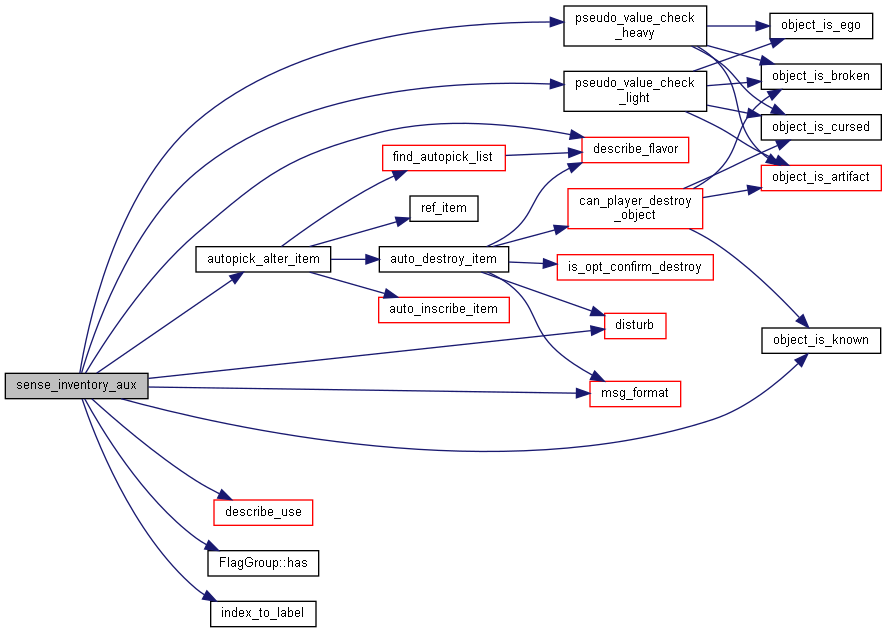 pseudo_value_check
_heavy
object_is_ego
object_is_broken
pseudo_value_check
_light
object_is_cursed
describe_flavor
find_autopick_list
object_is_artifact
can_player_destroy
_object
ref_item
autopick_alter_item
auto_destroy_item
is_opt_confirm_destroy
auto_inscribe_item
disturb
object_is_known
sense_inventory_aux
msg_format
describe_use
FlagGroup::has
index_to_label